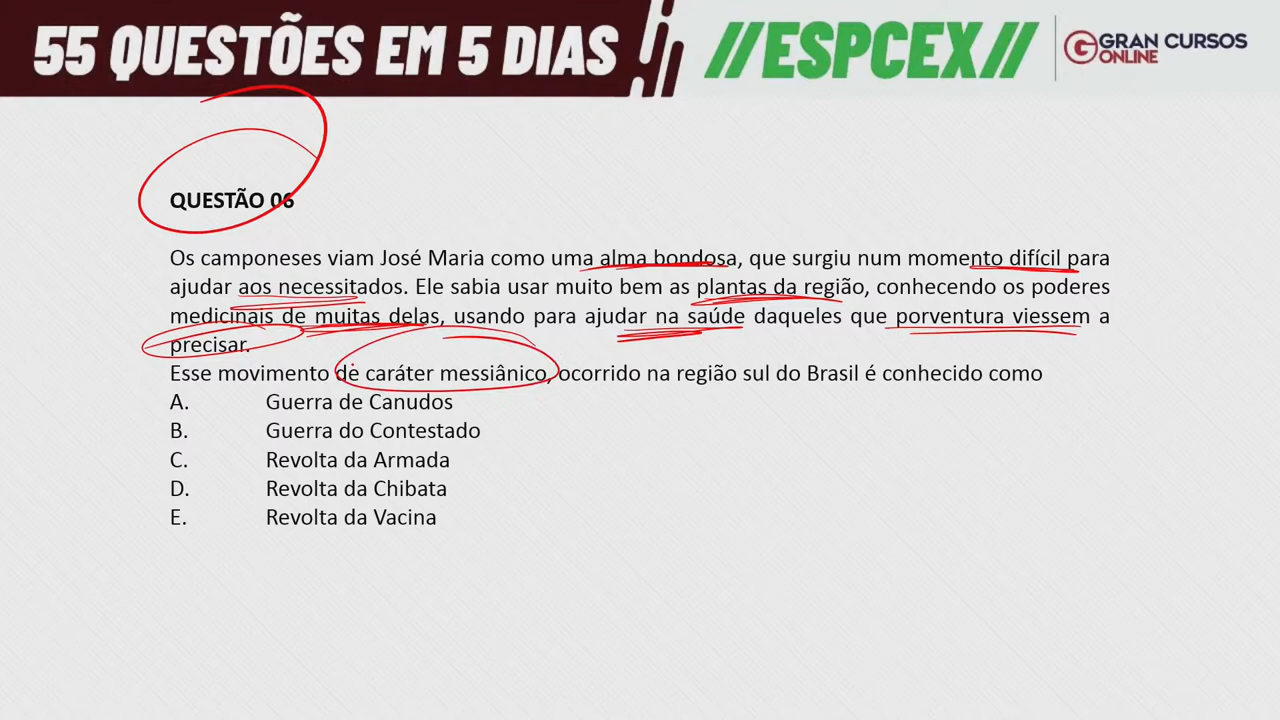 55 QUESTÕES EM 5 DIAS
//ESPCEX//
GRAN CURSOS
ONLINE
QUESTÃO 06
Os camponeses viam José Maria como uma alma bondosa, que surgiu num momento difícil para
ajudar aos necessitados. Ele sabia usar muito bem as plantas da região, conhecendo os poderes
medicinais de muitas delas, usando para ajudar na saúde daqueles que porventura viessem a
precisar.
Esse movimento de caráter messiânico, ocorrido na região sul do Brasil é conhecido como
A. Guerra de Canudos
B. Guerra do Contestado
C. Revolta da Armada
D. Revolta da Chibata
E. Revolta da Vacina